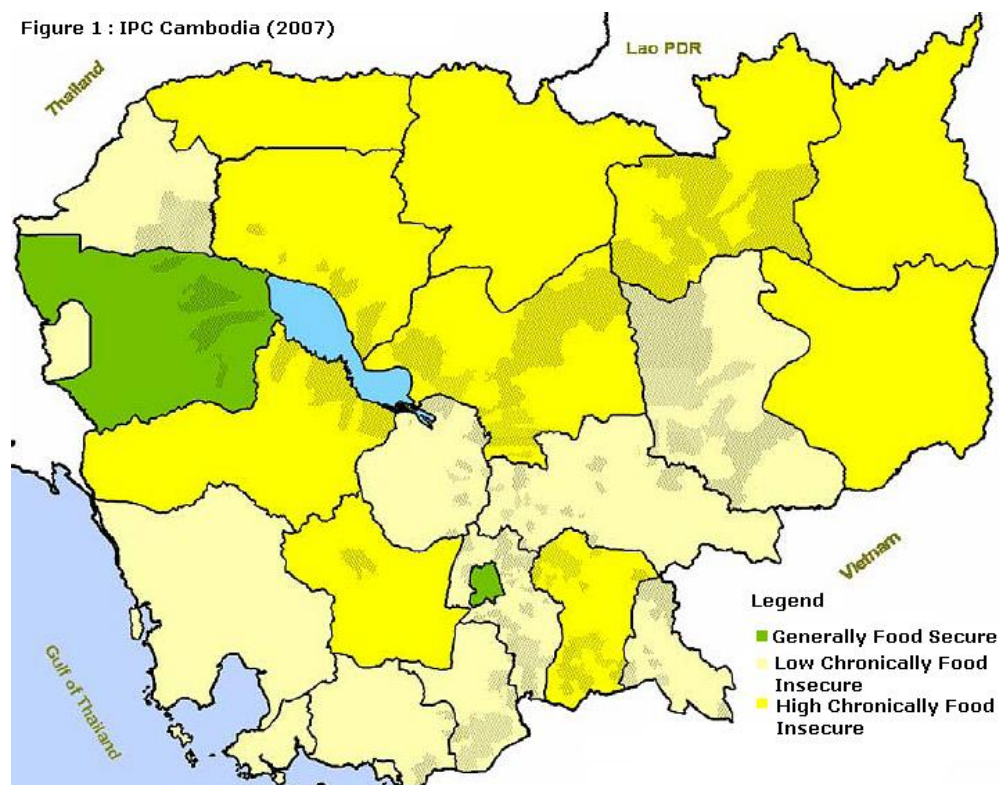 Figure 1 : IPC Cambodia (2007)
Lao PDR
Thailand
Vietnam
Legend
Generally Food Secure
Low Chronically Food
Insecure
High Chronically Food
Insecure
Gulf of Thailand